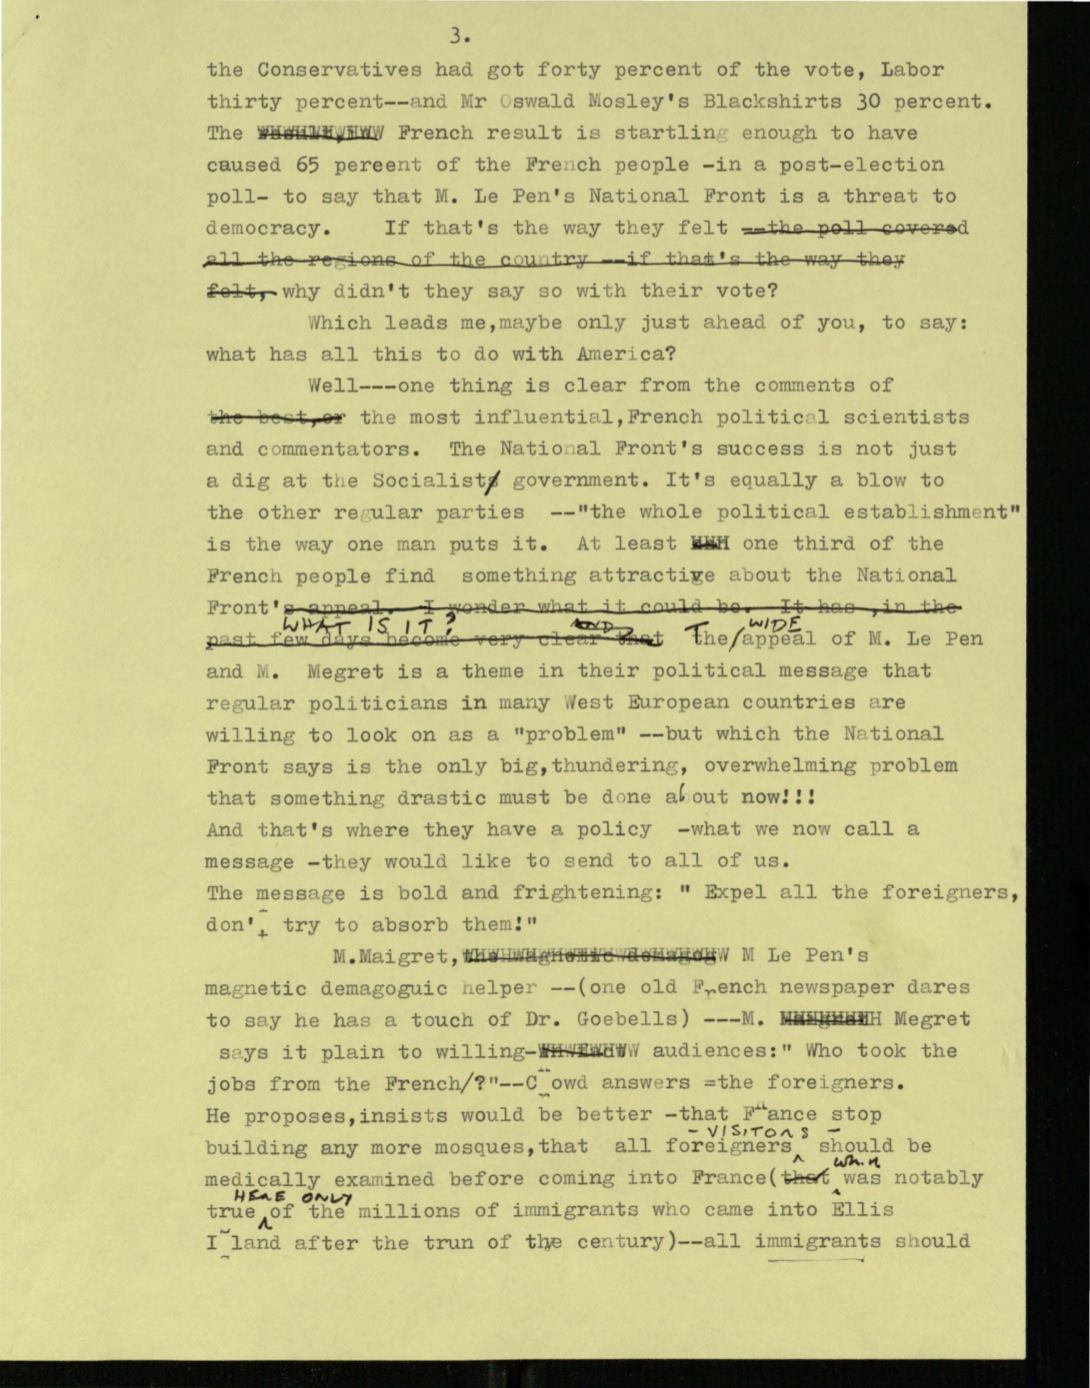 3.
the Conservatives had got forty percent of the vote, Labor
thirty percent--and Mr Oswald Mosley's Blackshirts 30 percent.
The French result is startling enough to have
caused 65 pereent of the French people -in a post-election
poll- to say that M. Le Pen's National Front is a threat to
democracy. If that's the way they felt --the poll covered
all the regions of the country --if that's the way they
felt, why didn't they say so with their vote?
Which leads me,maybe only just ahead of you, to say:
what has all this to do with America?
Well---one thing is clear from the comments of
the best,or the most influential,French political scientists
and commentators. The National Front's success is not just
a dig at the Socialists government. It's equally a blow to
the other regular parties --"the whole political establishment"
is the way one man puts it. At least one third of the
French people find something attractive about the National
Front's appeal. I wonder what it could be. It has ,in the
WHAT IS IT? AND WIDE
past few days become very clear that The/appeal of M. Le Pen
and M. Megret is a theme in their political message that
regular politicians in many West European countries are
willing to look on as a "problem" --but which the National
Front says is the only big,thundering, overwhelming problem
that something drastic must be done about now!!!
And that's where they have a policy -what we now call a
message -they would like to send to all of us.
The message is bold and frightening: " Expel all the foreigners,
don't try to absorb them!"
M.Maigret, M Le Pen's
magnetic demagoguic helper --(one old French newspaper dares
to say he has a touch of Dr. Goebells) ---M. Megret
says it plain to willing- audiences:" Who took the
jobs from the French/?"--Crowd answers =the foreigners.
He proposes,insists would be better -that France stop
- VISITORS -
building any more mosques,that all foreigners should be
which
medically examined before coming into France(that was notably
HERE ONLY
true of the millions of immigrants who came into Ellis
Island after the trun of the century)--all immigrants should